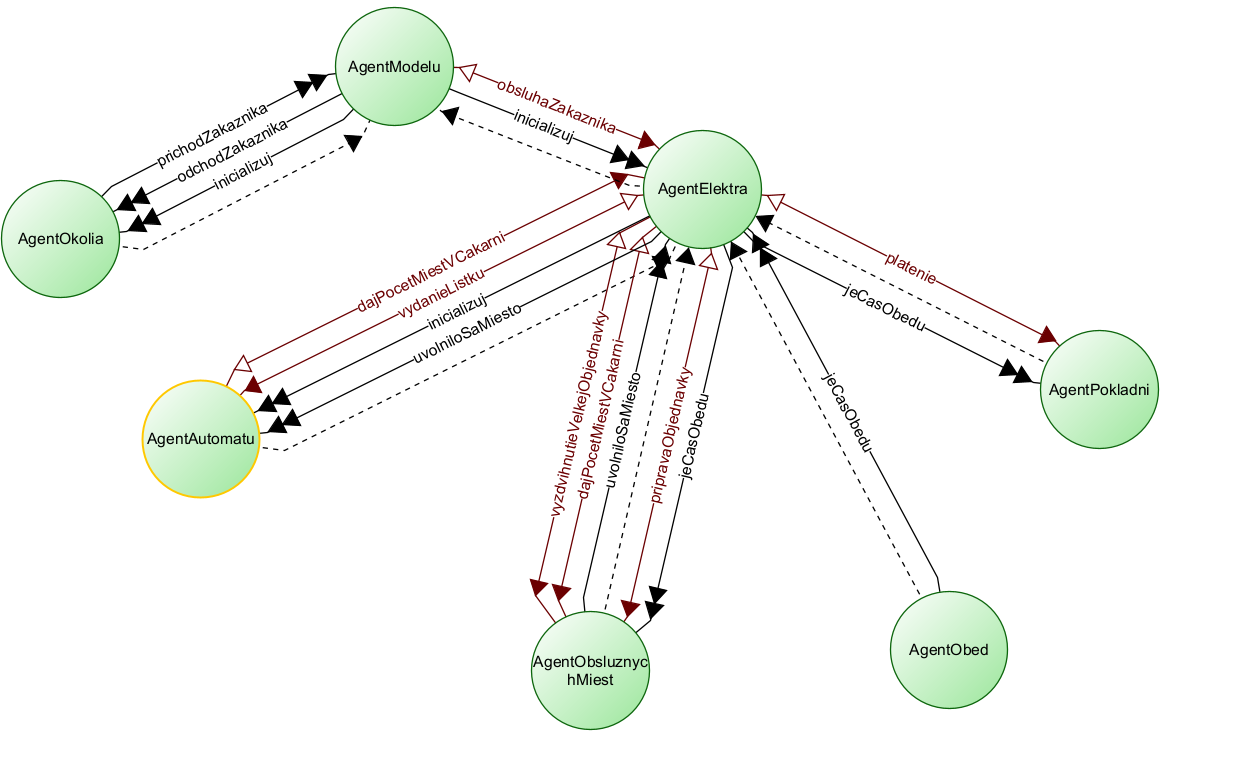 AgentModelu
obsluhaZakaznika
inicializuj
prichodZakaznika
odchodZakaznika
inicializuj
AgentElektra
AgentOkolia
dajPocetMiestVCakarni
vydanieListku
inicializuj
uvolniloSaMiesto
platenie
jeCasObedu
vyzdvihnutieVelkejObjednavky
dajPocetMiestVCakarni
uvolniloSaMiesto
pripravaObjednavky
jeCasObedu
jeCasObedu
AgentPokladni
AgentAutomatu
AgentObsluznyc
hMiest
AgentObed